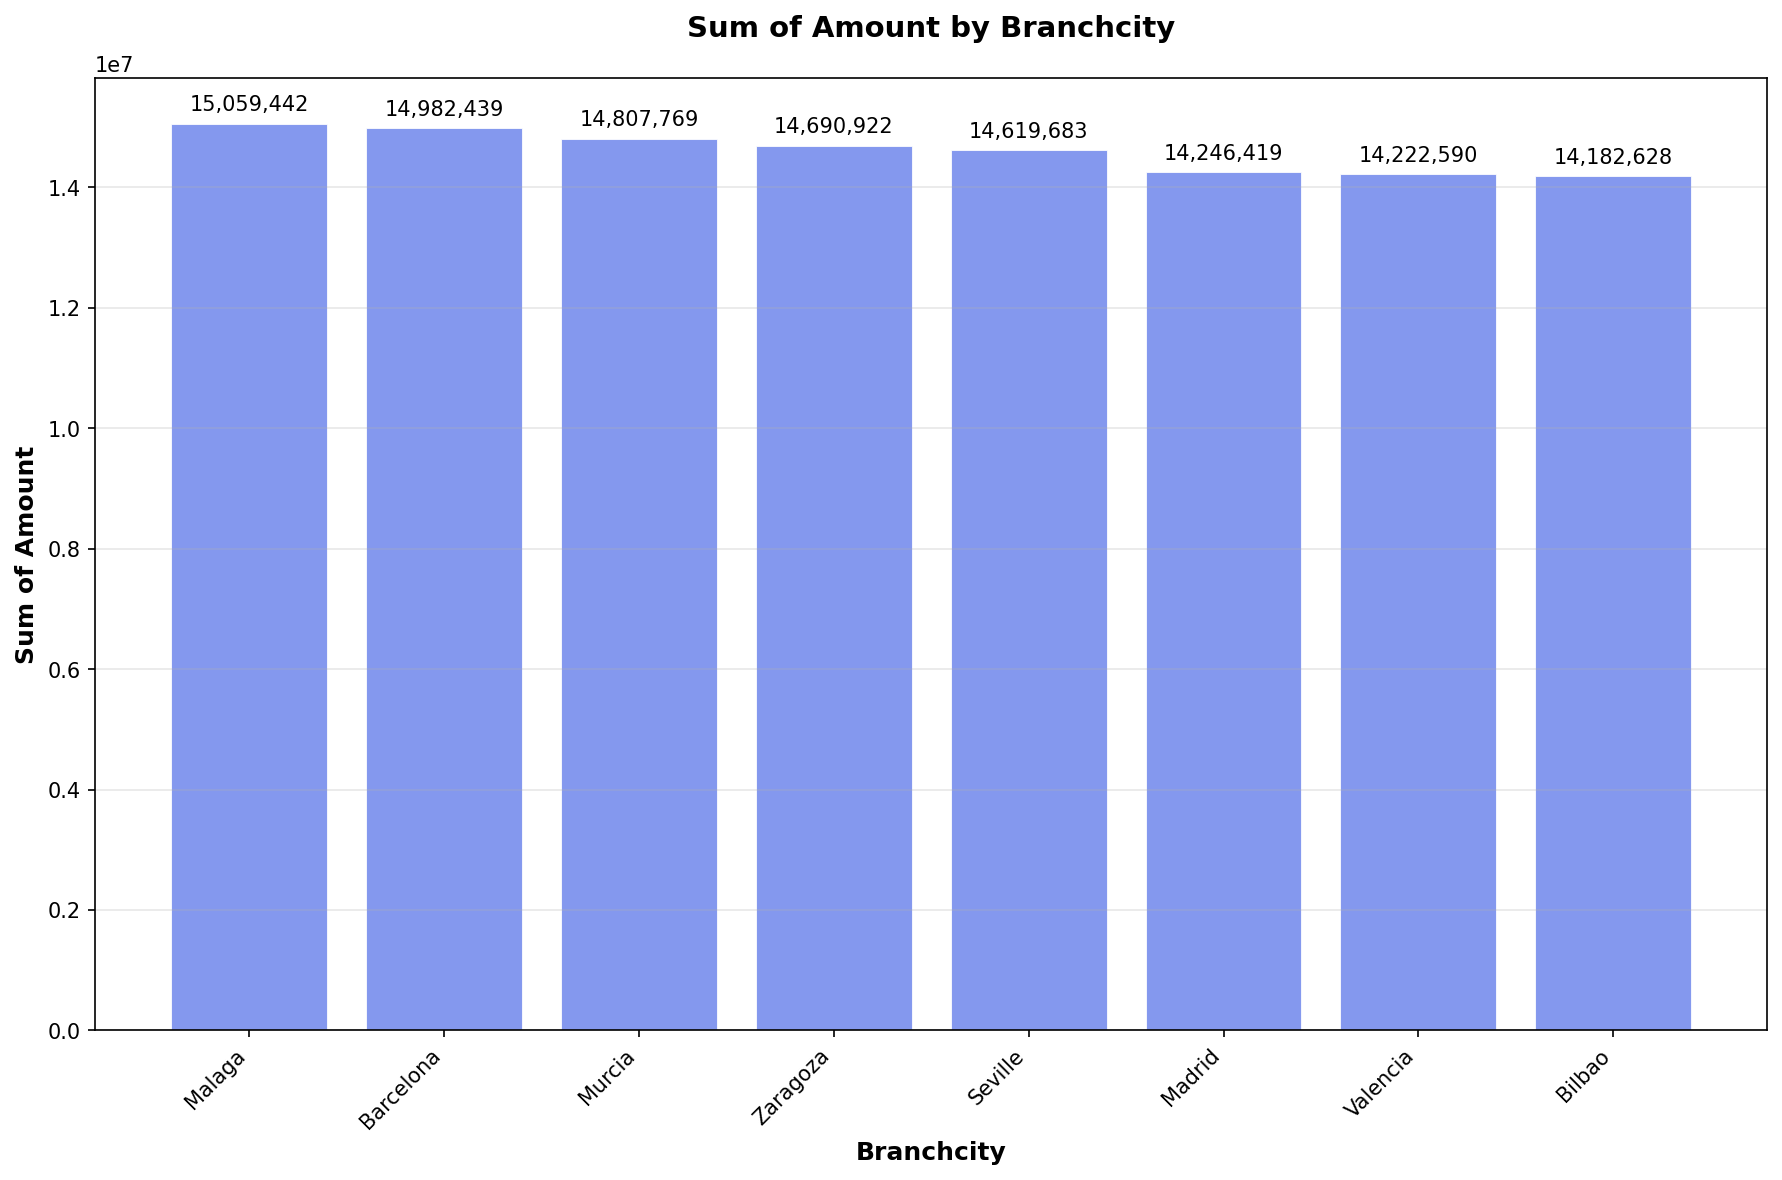 Sum of Amount by Branchcity
1e7
15,059,442
14,982,439
14,807,769
14,690,922
14,619,683
14,246,419
14,222,590
14,182,628
1.4
1.2
1.0
0.8
0.6
0.4
0.2
0.0
Sum of Amount
Malaga
Barcelona
Murcia
Zaragoza
Seville
Madrid
Valencia
Bilbao
Branchcity